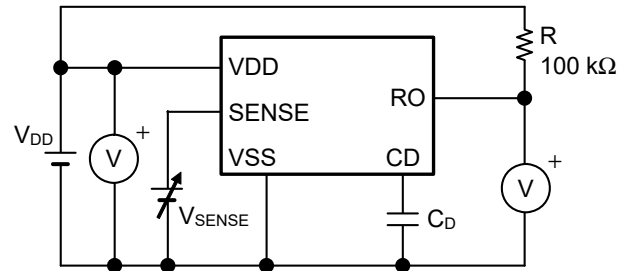 R
100 kΩ
VDD
RO
SENSE
VDD
V
+
VSS
CD
+
V
VSENSE
CD